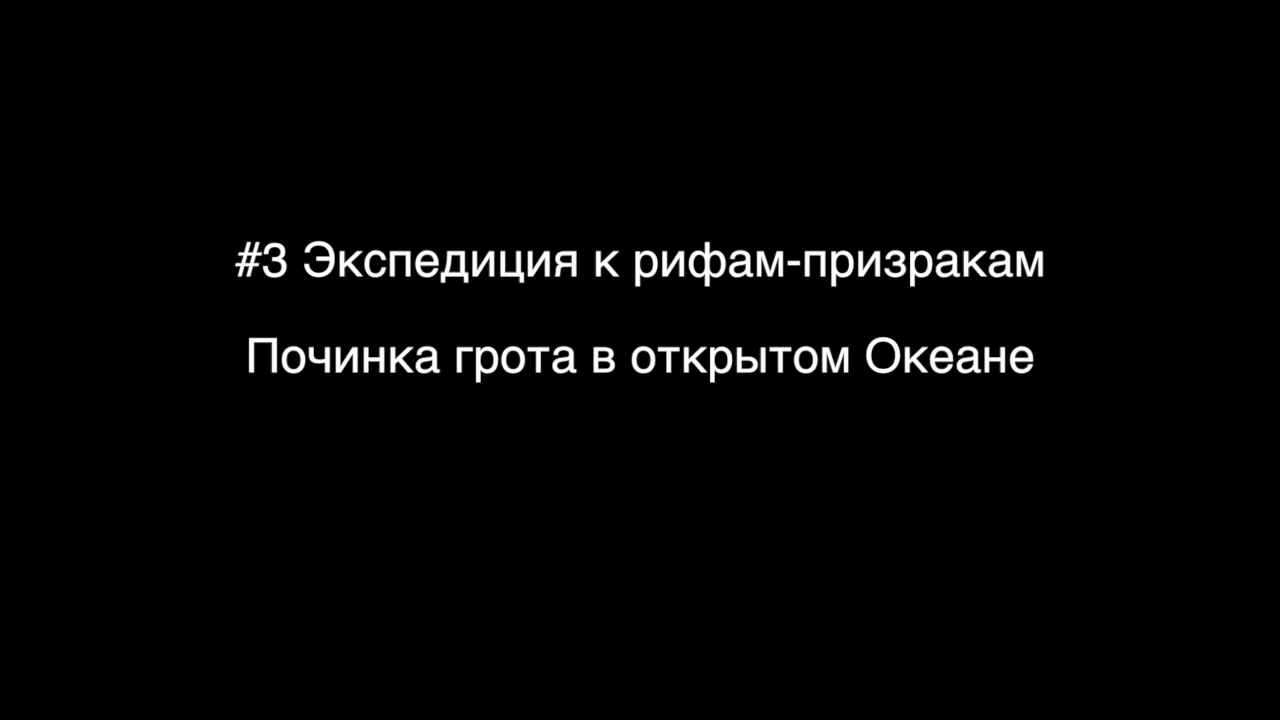 #3 Экспедиция к рифам-призракам
Починка грота в открытом Океане